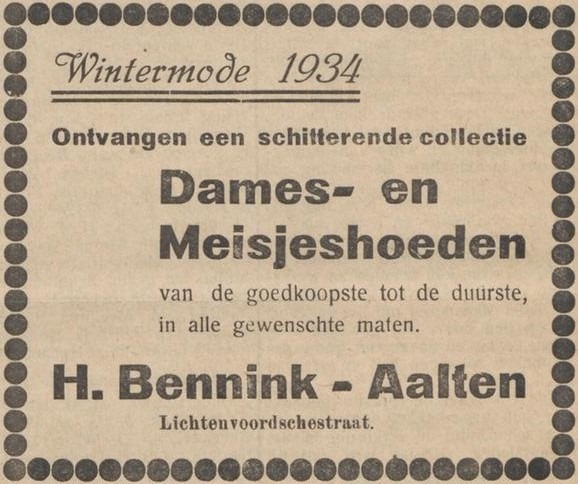 Wintermode 1934
Ontvangen een schitterende collectie
Dames- en
Meisjeshoeden
van de goedkoopste tot de duurste,
in alle gewenschte maten.
H. Bennink - Aalten
Lichtenvoordschestraat.